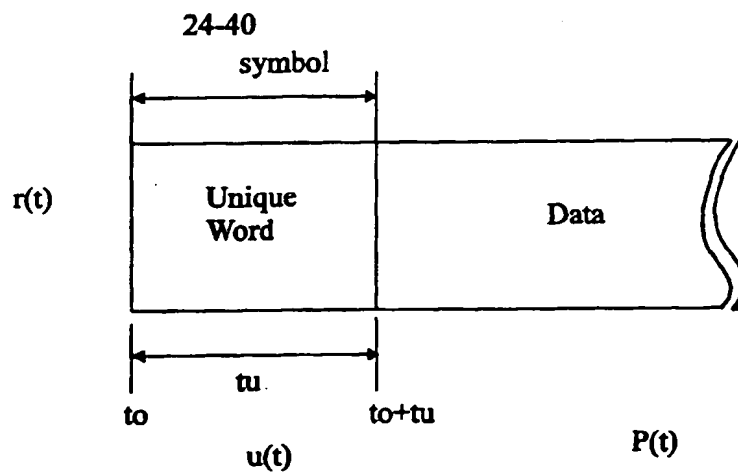 24-40
symbol
r(t)
Unique
Word
Data
tu
to
to+tu
u(t)
P(t)